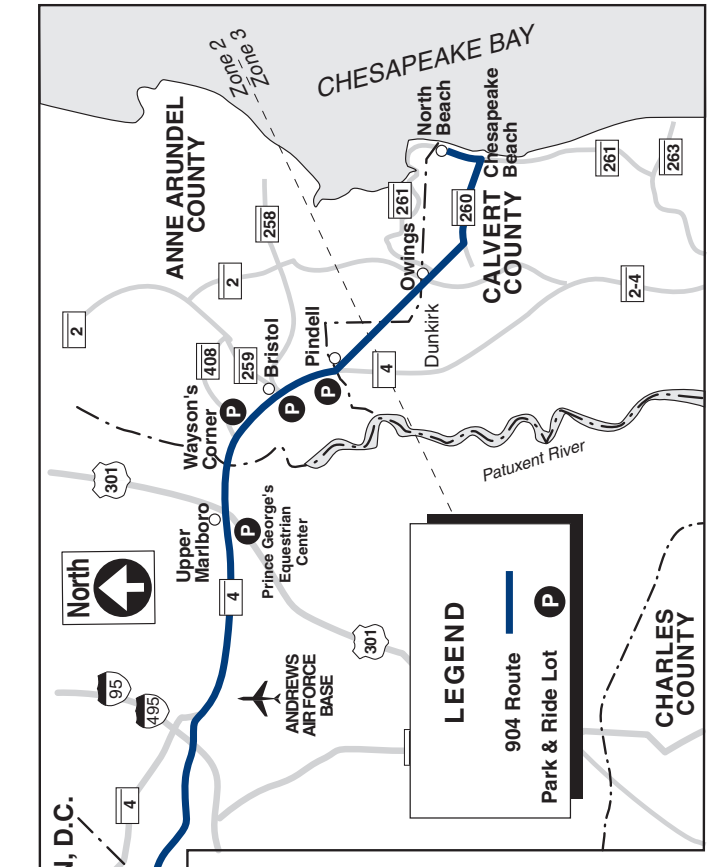 Zone 2
Zone 3
CHESAPEAKE BAY
ANNE ARUNDEL
COUNTY
North
Beach
Chesapeake
Beach
261
263
261
260
258
Owings
CALVERT
COUNTY
2
2-4
2
Dunkirk
Pindell
Bristol
408
259
4
Wayson's
Corner
P
P
P
301
Patuxent River
Upper
Marlboro
P
Prince George's
Equestrian
Center
North
4
301
LEGEND
904 Route
Park & Ride Lot
P
CHARLES
COUNTY
95
495
ANDREWS
AIR FORCE
BASE
4
N, D.C.